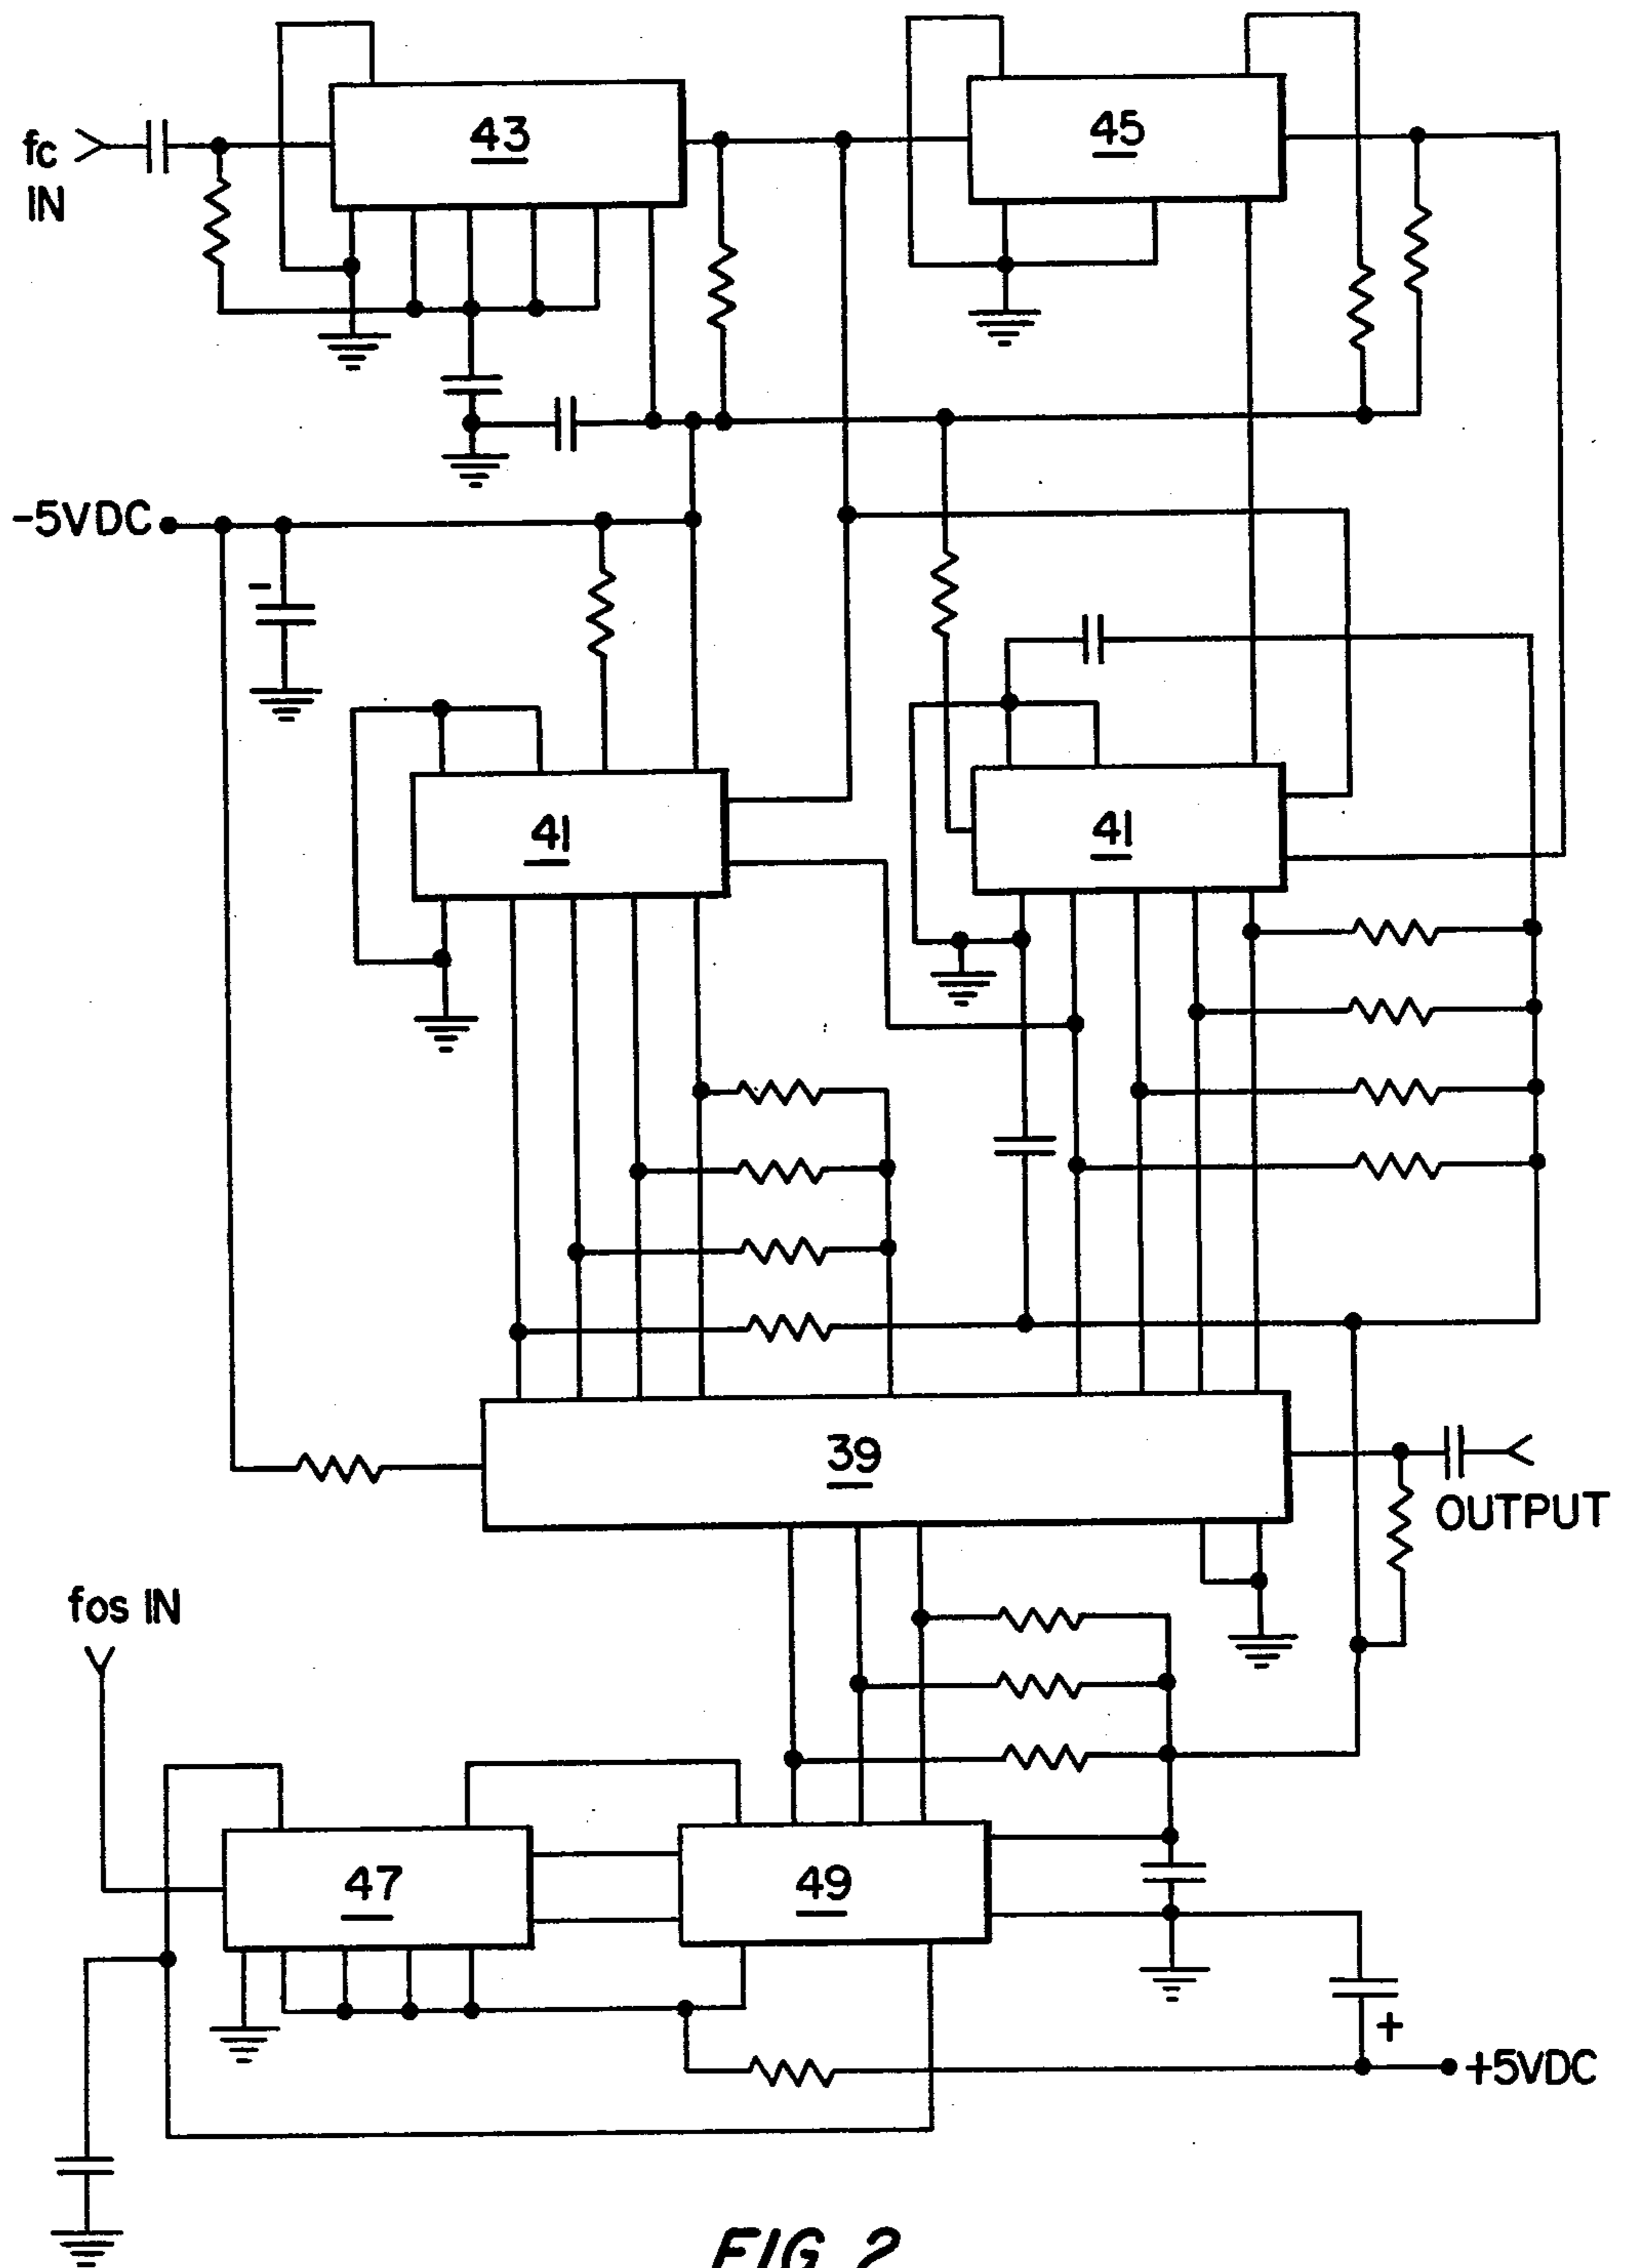 43
45
fc
IN
-5VDC
-
41
41
39
OUTPUT
fos IN
47
49
+
+5VDC
FIG. 2